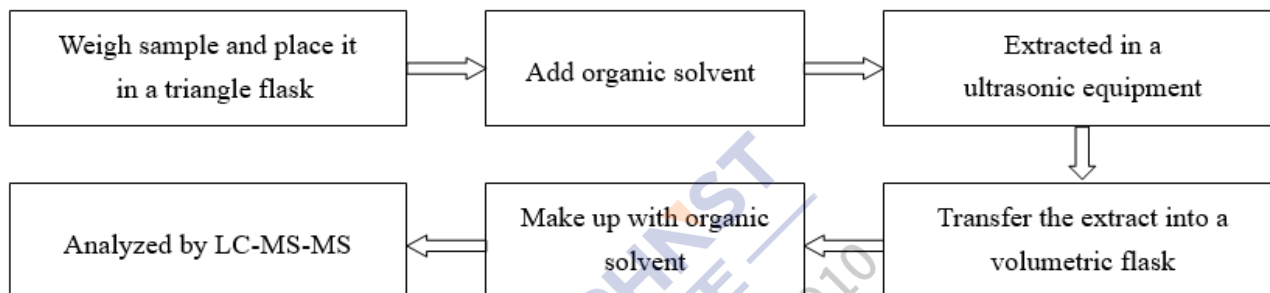 Weigh sample and place it
in a triangle flask
Add organic solvent
Extracted in a
ultrasonic equipment
Transfer the extract into a
volumetric flask
Make up with organic
solvent
Analyzed by LC-MS-MS